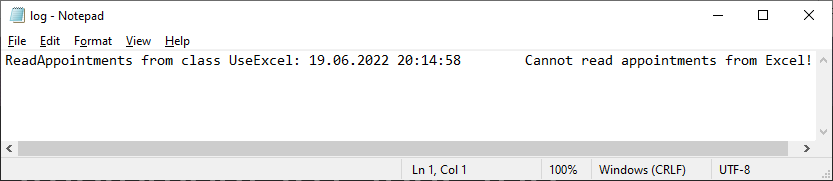 log - Notepad
File Edit Format View Help
ReadAppointments from class UseExcel: 19.06.2022 20:14:58 Cannot read appointments from Excel!
Ln 1, Col 1 100% Windows (CRLF) UTF-8